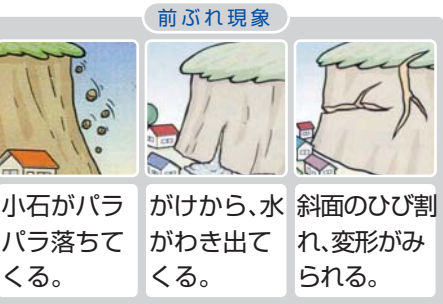 前ぶれ現象
小石がパラ
パラ落ちて
くる。
がけから、水
がわき出て
くる。
斜面のひび割
れ、変形がみ
られる。